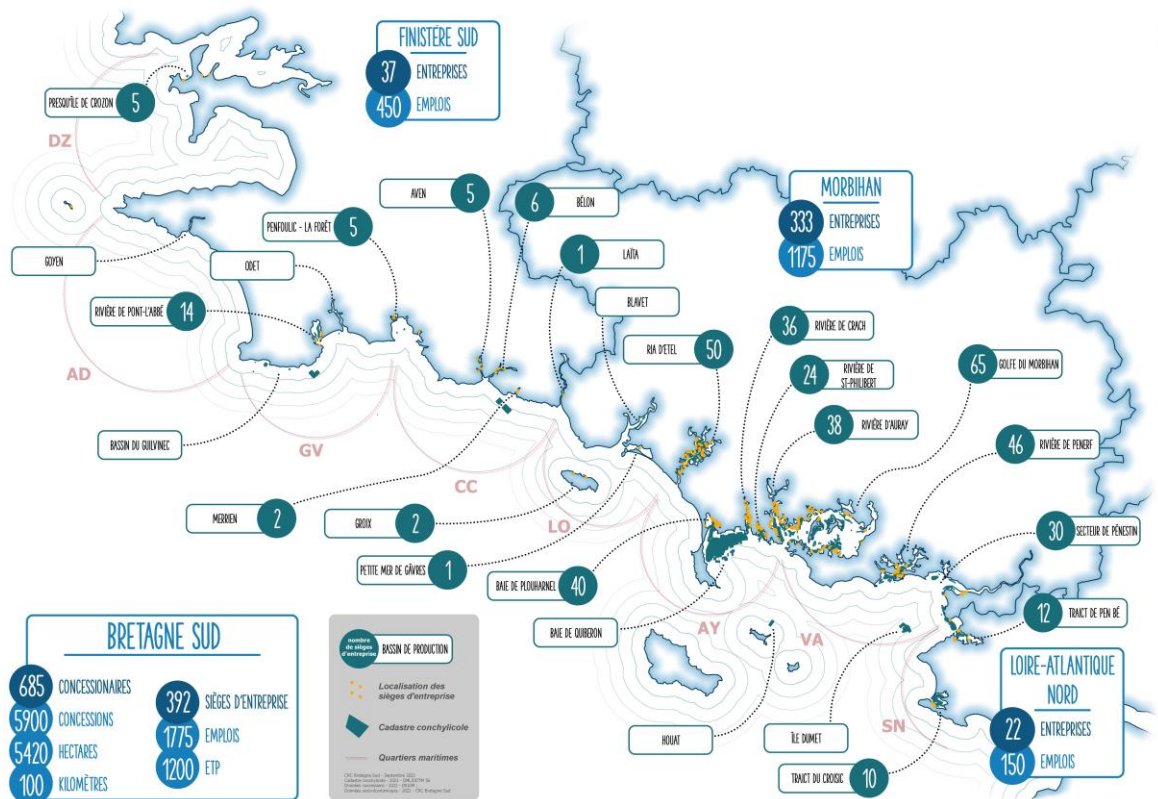 FINISTÈRE SUD
37 ENTREPRISES
450 EMPLOIS
PRESQU'ÎLE DE CROZON 5
DZ
MORBIHAN
333 ENTREPRISES
1175 EMPLOIS
AVEN 5
6 BÉLON
PENFOULIC - LA FORÊT 5
1 LAÏTA
GOYEN
ODET
BLAVET
RIVIÈRE DE PONT-L'ABBÉ 14
RIA D'ETEL 50
36 RIVIÈRE DE CRACH
65 GOLFE DU MORBIHAN
24 RIVIÈRE DE
ST-PHILIBERT
AD
38 RIVIÈRE D'AURAY
BASSIN DU GUILVINEC
46 RIVIÈRE DE PENERF
GV
CC
MERRIEN 2
GROIX 2
LO
30 SECTEUR DE PÉNESTIN
PETITE MER DE GÂVRES 1
BAIE DE PLOUHARNEL 40
12 TRAICT DE PEN BÉ
BAIE DE QUIBERON
AY
VA
SN
HOUAT
ÎLE DUMET
TRAICT DU CROISIC 10
LOIRE-ATLANTIQUE
NORD
22 ENTREPRISES
150 EMPLOIS
BRETAGNE SUD
685 CONCESSIONAIRES
5900 CONCESSIONS
5420 HECTARES
100 KILOMÈTRES
392 SIÈGES D'ENTREPRISE
1775 EMPLOIS
1200 ETP
nombre
de sièges
d'entreprise
BASSIN DE PRODUCTION
Localisation des
sièges d'entreprise
Cadastre conchylicole
Quartiers maritimes
CRC Bretagne Sud - Septembre 2022